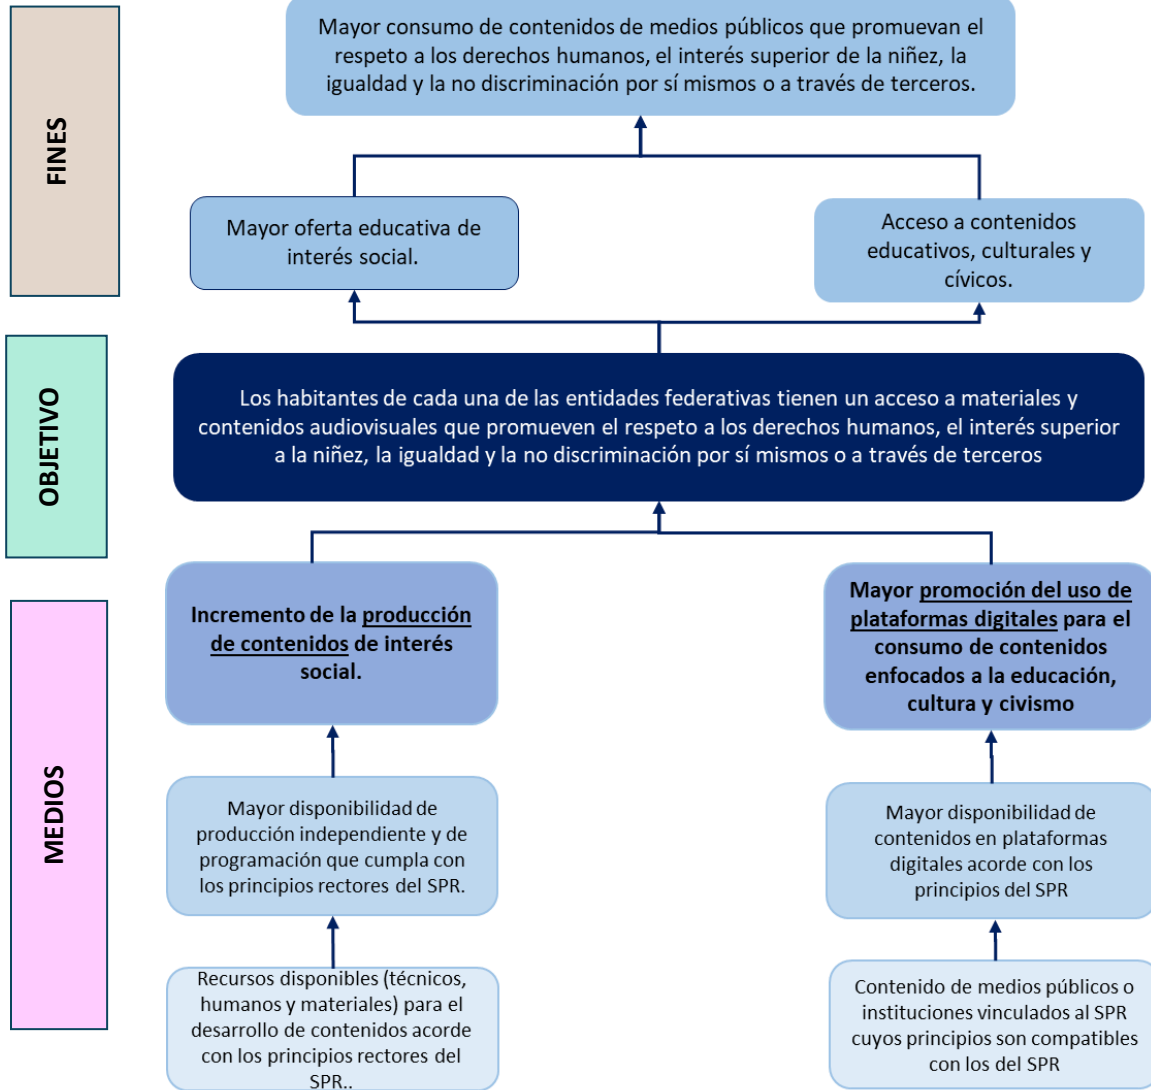 FINES
Mayor consumo de contenidos de medios públicos que promuevan el
respeto a los derechos humanos, el interés superior de la niñez, la
igualdad y la no discriminación por sí mismos o a través de terceros.
Mayor oferta educativa de
interés social.
Acceso a contenidos
educativos, culturales y
cívicos.
OBJETIVO
Los habitantes de cada una de las entidades federativas tienen un acceso a materiales y
contenidos audiovisuales que promueven el respeto a los derechos humanos, el interés superior
a la niñez, la igualdad y la no discriminación por sí mismos o a través de terceros
MEDIOS
Incremento de la producción
de contenidos de interés
social.
Mayor promoción del uso de
plataformas digitales para el
consumo de contenidos
enfocados a la educación,
cultura y civismo
Mayor disponibilidad de
producción independiente y de
programación que cumpla con
los principios rectores del SPR.
Mayor disponibilidad de
contenidos en plataformas
digitales acorde con los
principios del SPR
Recursos disponibles (técnicos,
humanos y materiales) para el
desarrollo de contenidos acorde
con los principios rectores del
SPR..
Contenido de medios públicos o
instituciones vinculados al SPR
cuyos principios son compatibles
con los del SPR